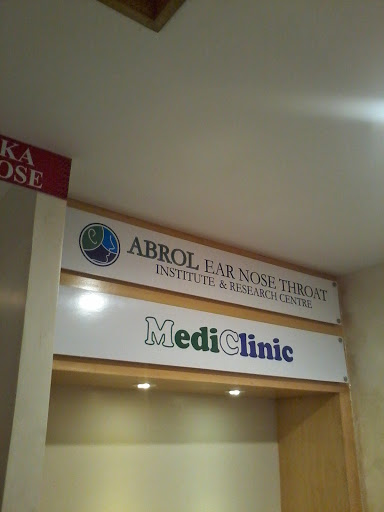 KA
OSE
ABROL EAR NOSE THROAT
INSTITUTE & RESEARCH CENTRE
MediClinic